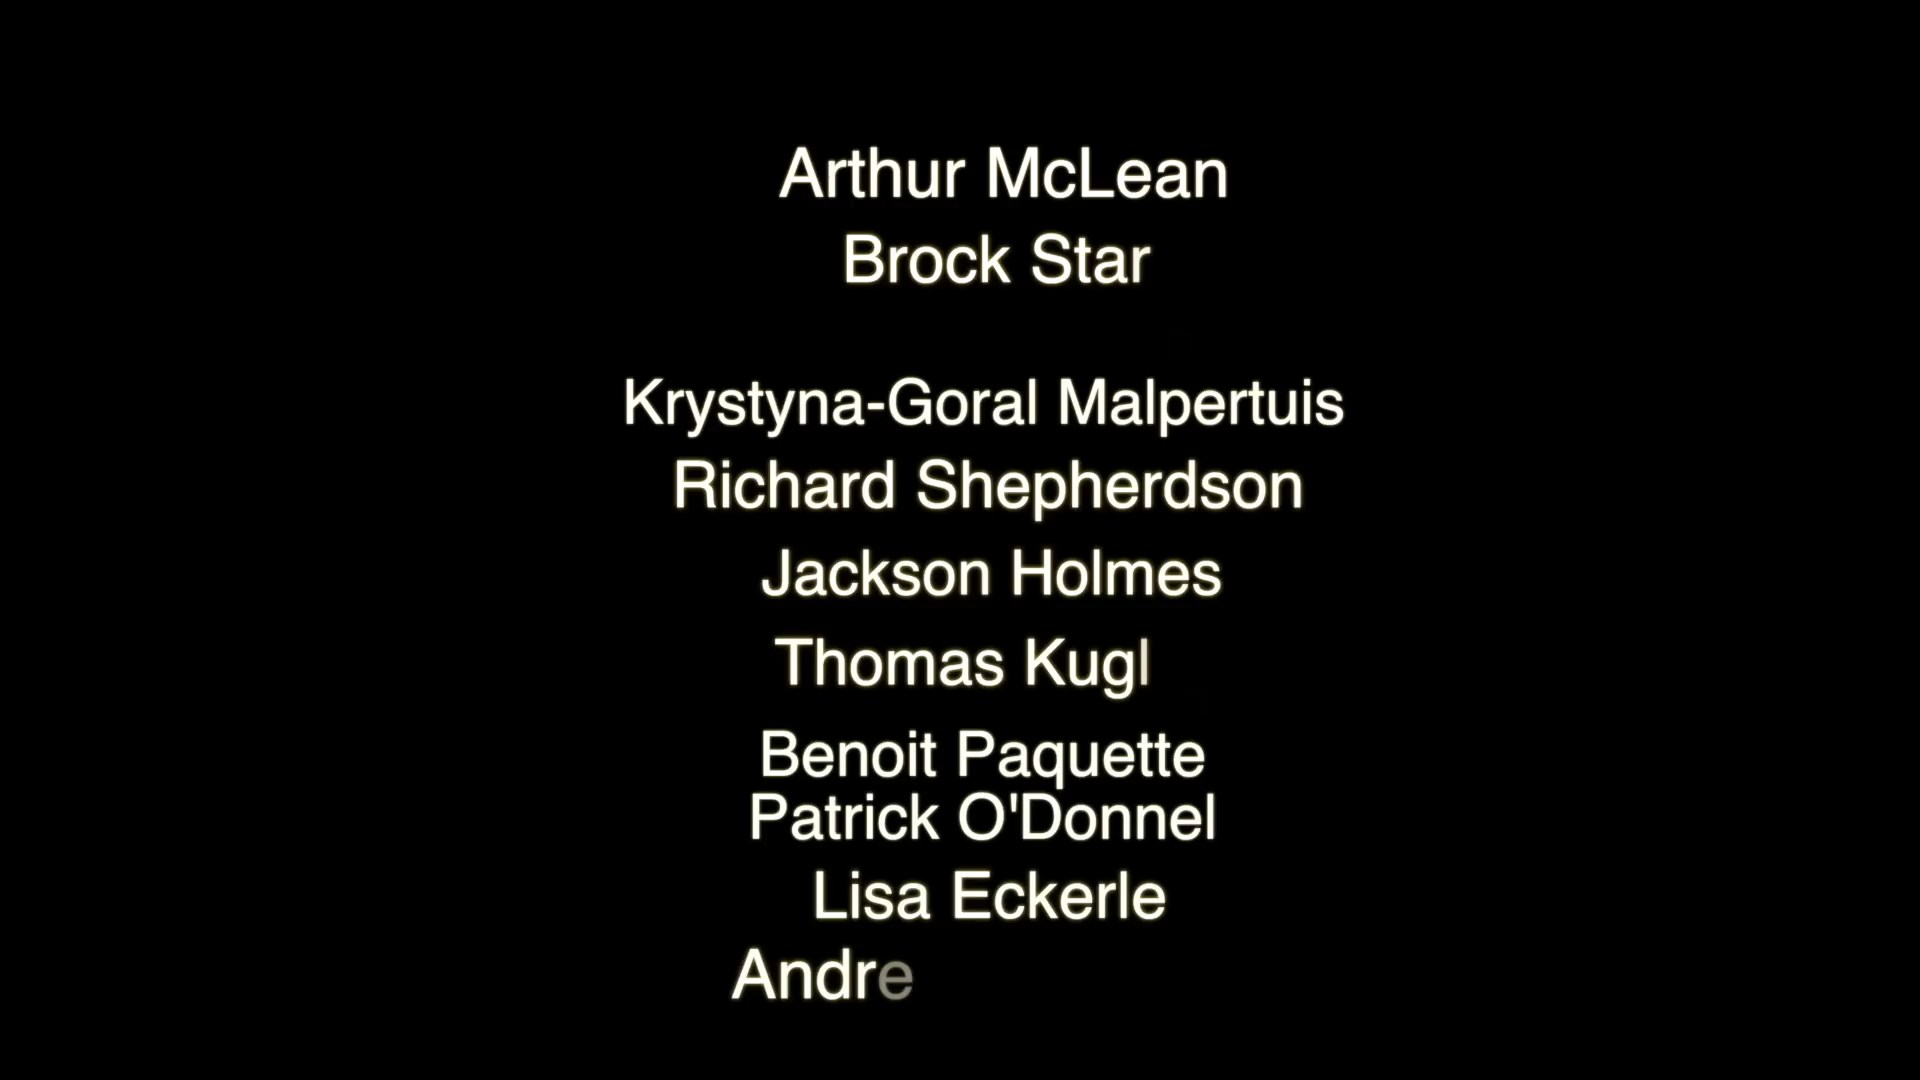 Arthur McLean
Brock Star
Krystyna-Goral Malpertuis
Richard Shepherdson
Jackson Holmes
Thomas Kugl
Benoit Paquette
Patrick O'Donnel
Lisa Eckerle
Andre